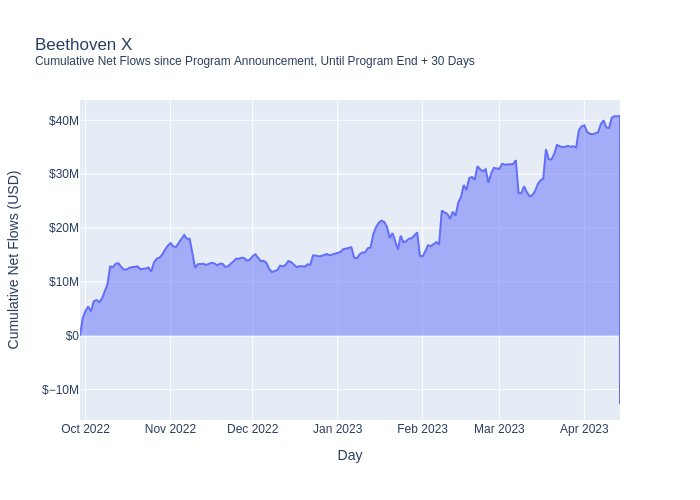 Beethoven X
Cumulative Net Flows since Program Announcement, Until Program End + 30 Days
Cumulative Net Flows (USD)
$40M
$30M
$20M
$10M
$0
$−10M
Oct 2022
Nov 2022
Dec 2022
Jan 2023
Feb 2023
Mar 2023
Apr 2023
Day